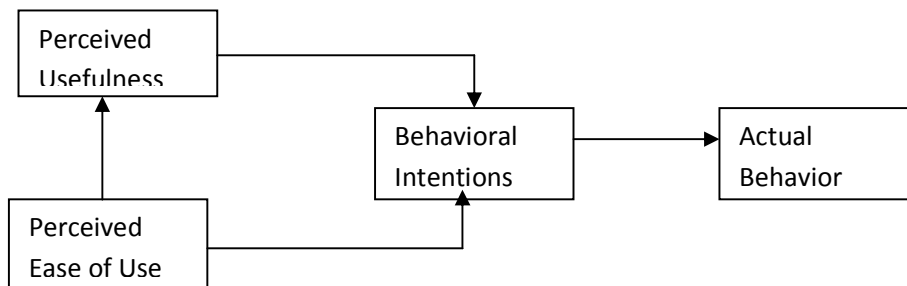 Perceived
Usefulness
Behavioral
Intentions
Actual
Behavior
Perceived
Ease of Use